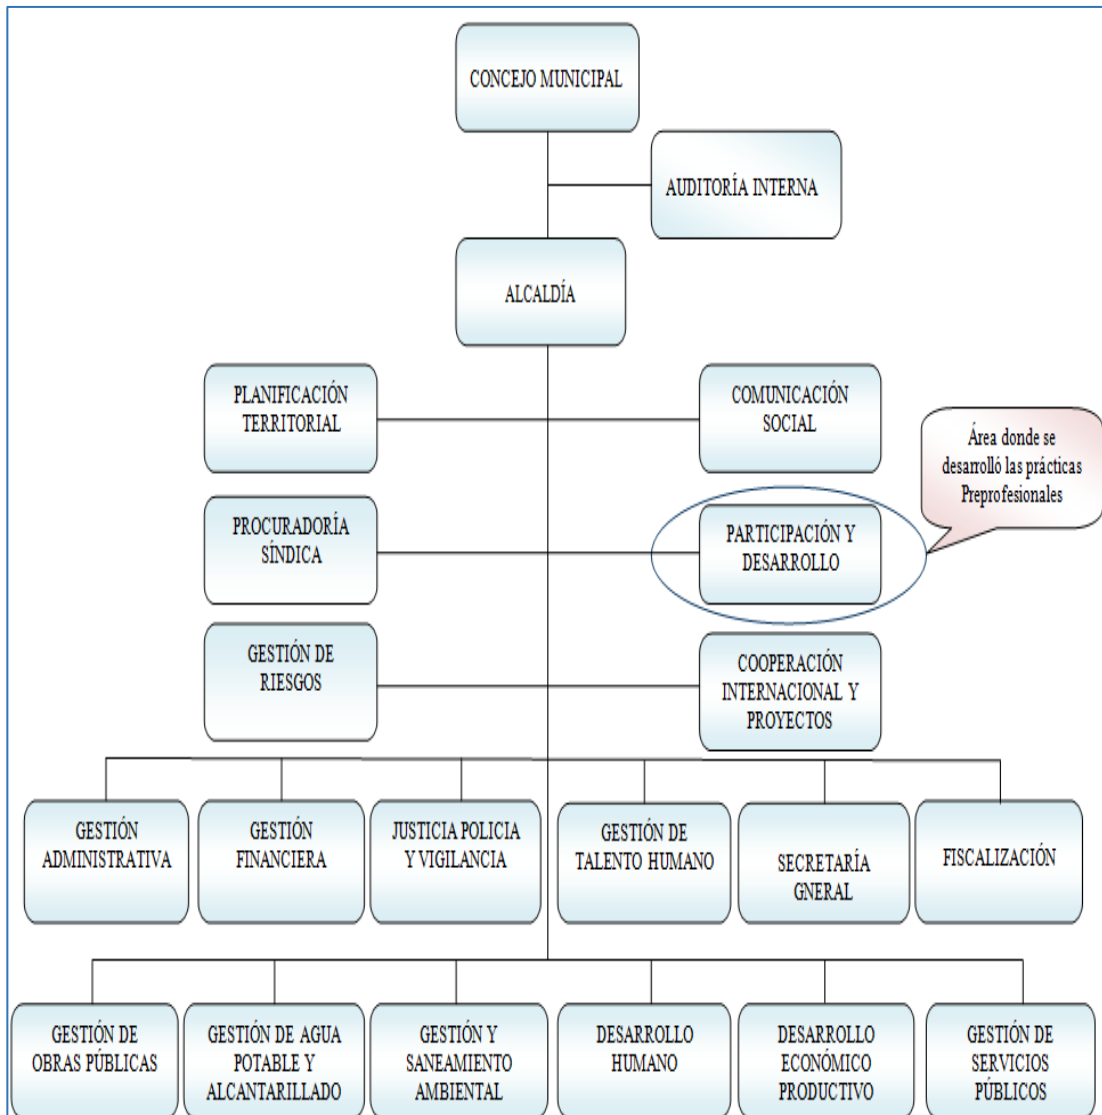 CONCEJO MUNICIPAL
AUDITORÍA INTERNA
ALCALDÍA
PLANIFICACIÓN
TERRITORIAL
COMUNICACIÓN
SOCIAL
Área donde se
desarrolló las prácticas
Preprofesionales
PROCURADORÍA
SÍNDICA
PARTICIPACIÓN Y
DESARROLLO
GESTIÓN DE
RIESGOS
COOPERACIÓN
INTERNACIONAL Y
PROYECTOS
GESTIÓN
ADMINISTRATIVA
GESTIÓN
FINANCIERA
JUSTICIA POLICIA
Y VIGILANCIA
GESTIÓN DE
TALENTO HUMANO
SECRETARÍA
GNERAL
FISCALIZACIÓN
GESTIÓN DE
OBRAS PÚBLICAS
GESTIÓN DE AGUA
POTABLE Y
ALCANTARILLADO
GESTIÓN Y
SANEAMIENTO
AMBIENTAL
DESARROLLO
HUMANO
DESARROLLO
ECONÓMICO
PRODUCTIVO
GESTIÓN DE
SERVICIOS
PÚBLICOS